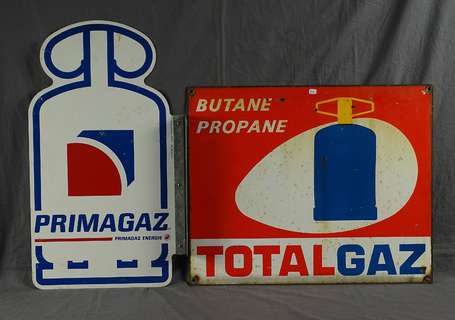 PRIMAGAZ
PRIMAGAZ ENERGIE
BUTANE
PROPANE
TOTALGAZ